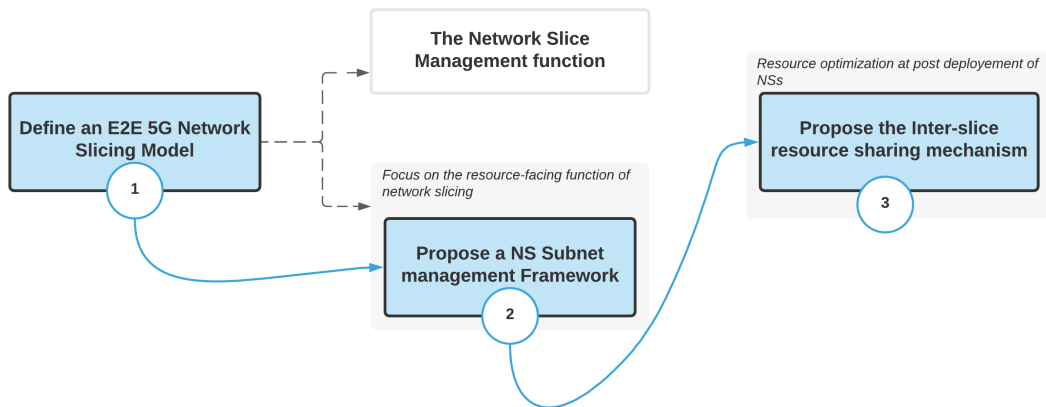 The Network Slice
Management function
Define an E2E 5G Network
Slicing Model
1
Focus on the resource-facing function of
network slicing
Propose a NS Subnet
management Framework
2
Resource optimization at post deployement of
NSs
Propose the Inter-slice
resource sharing mechanism
3